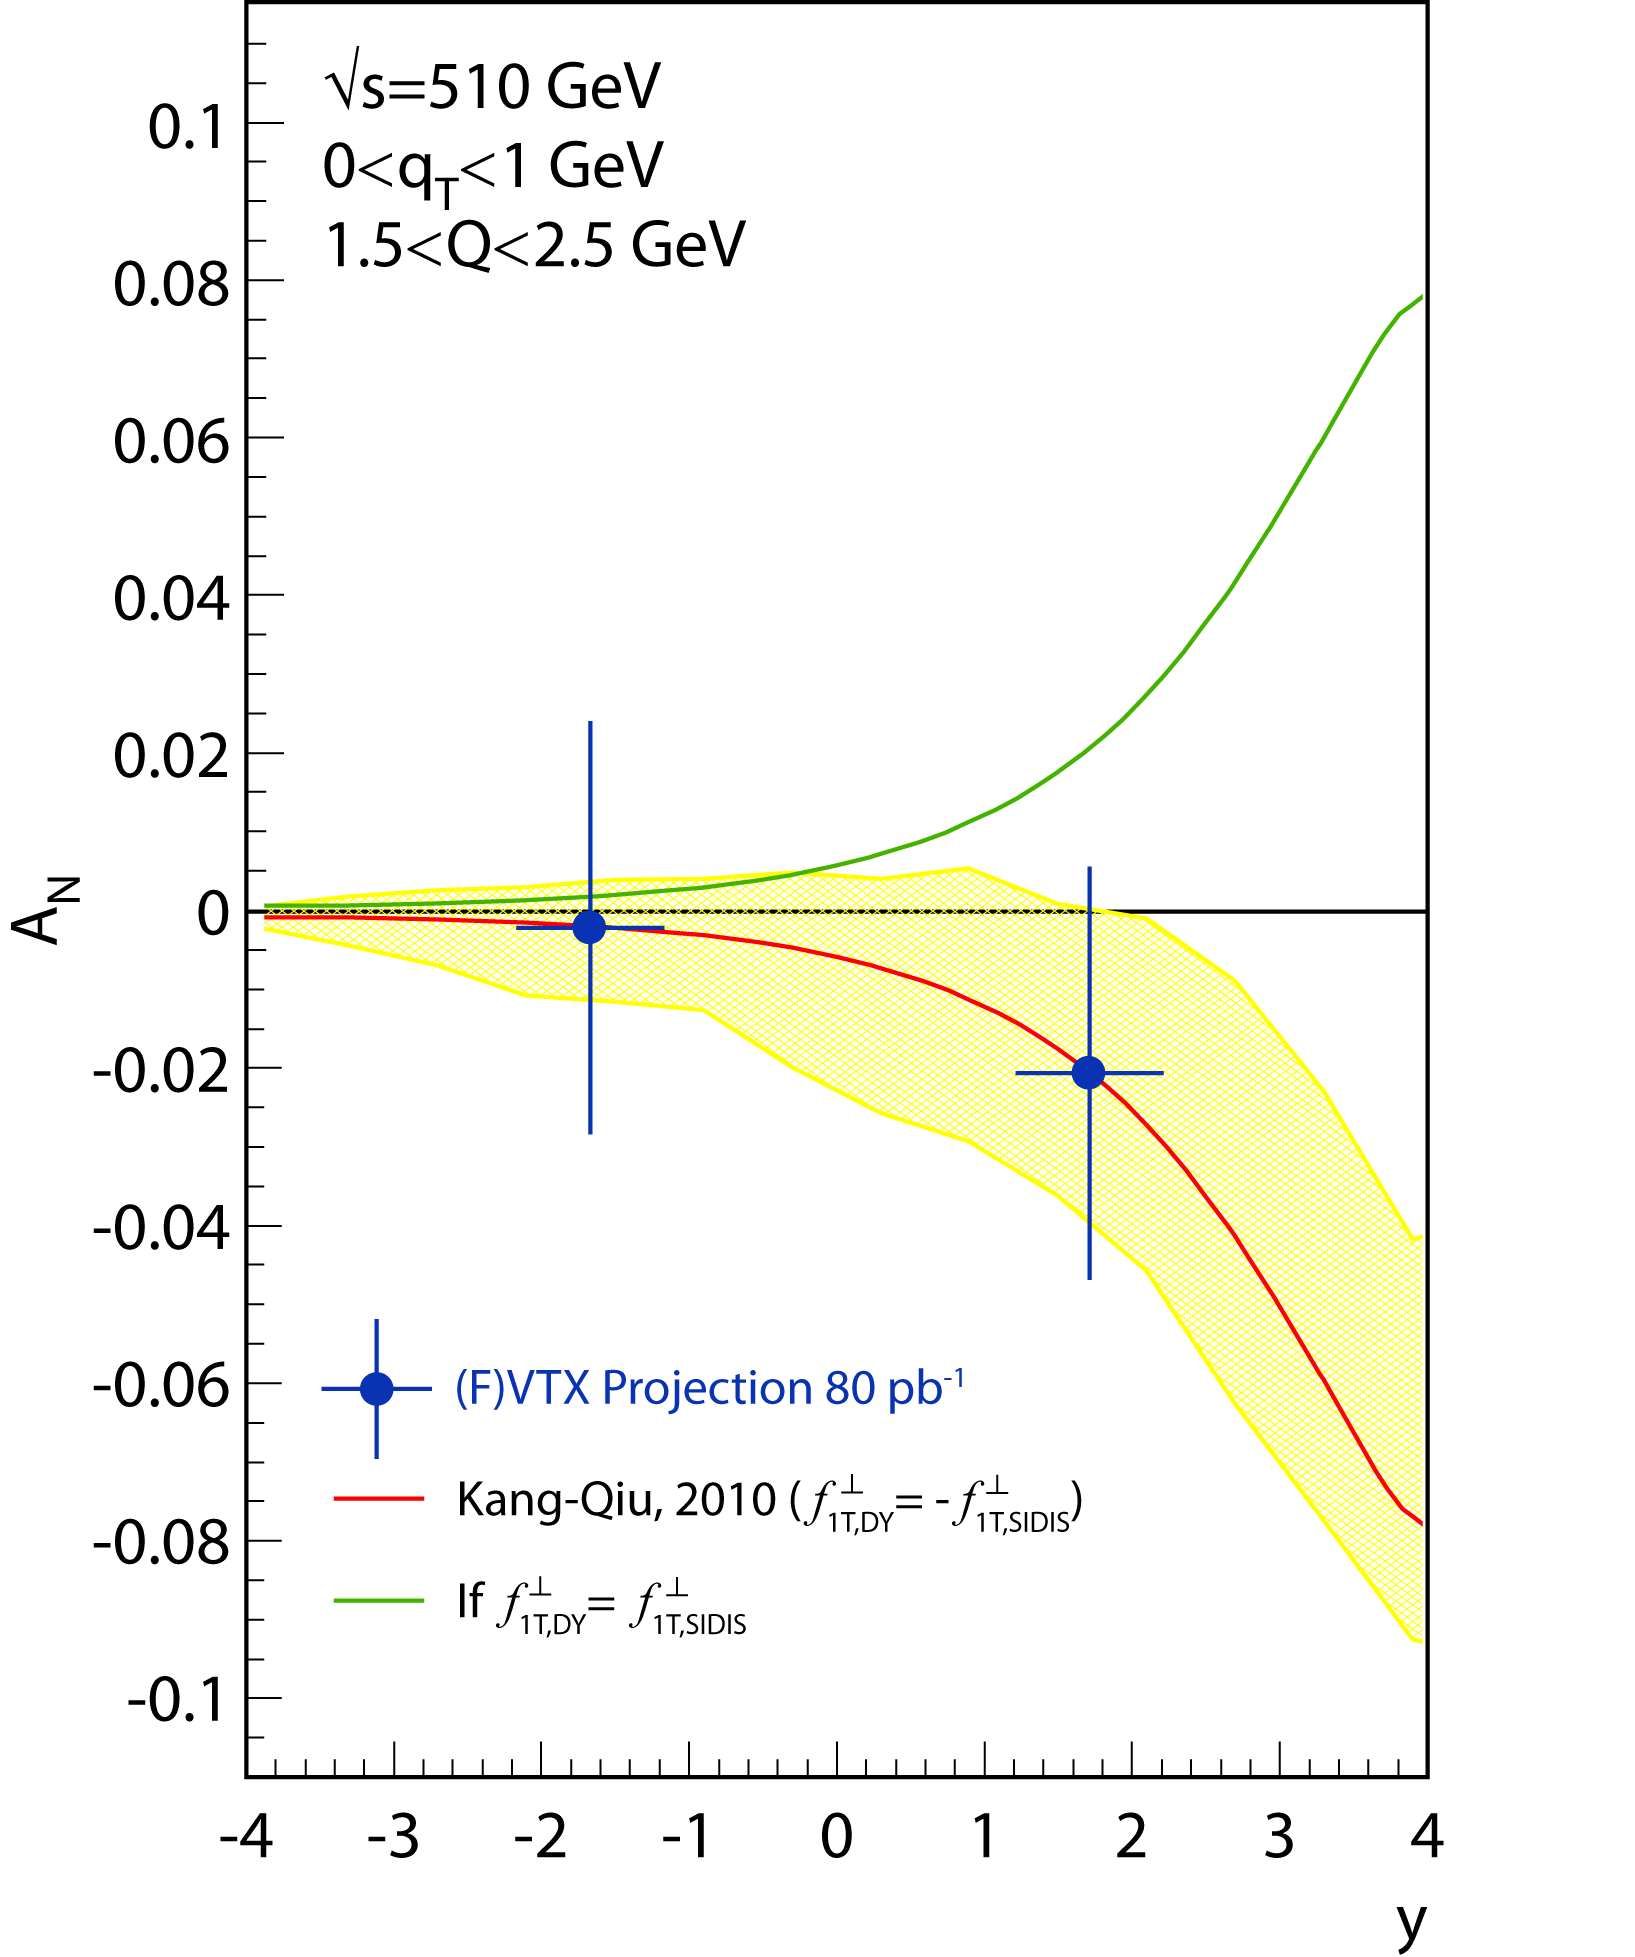 √s=510 GeV
0<q_T<1 GeV
1.5<Q<2.5 GeV
0.1
0.08
0.06
0.04
0.02
0
-0.02
-0.04
-0.06
-0.08
-0.1
A_N
(F)VTX Projection 80 pb⁻¹
Kang-Qiu, 2010 (f^⊥_1T,DY = -f^⊥_1T,SIDIS)
If f^⊥_1T,DY = f^⊥_1T,SIDIS
-4 -3 -2 -1 0 1 2 3 4
y